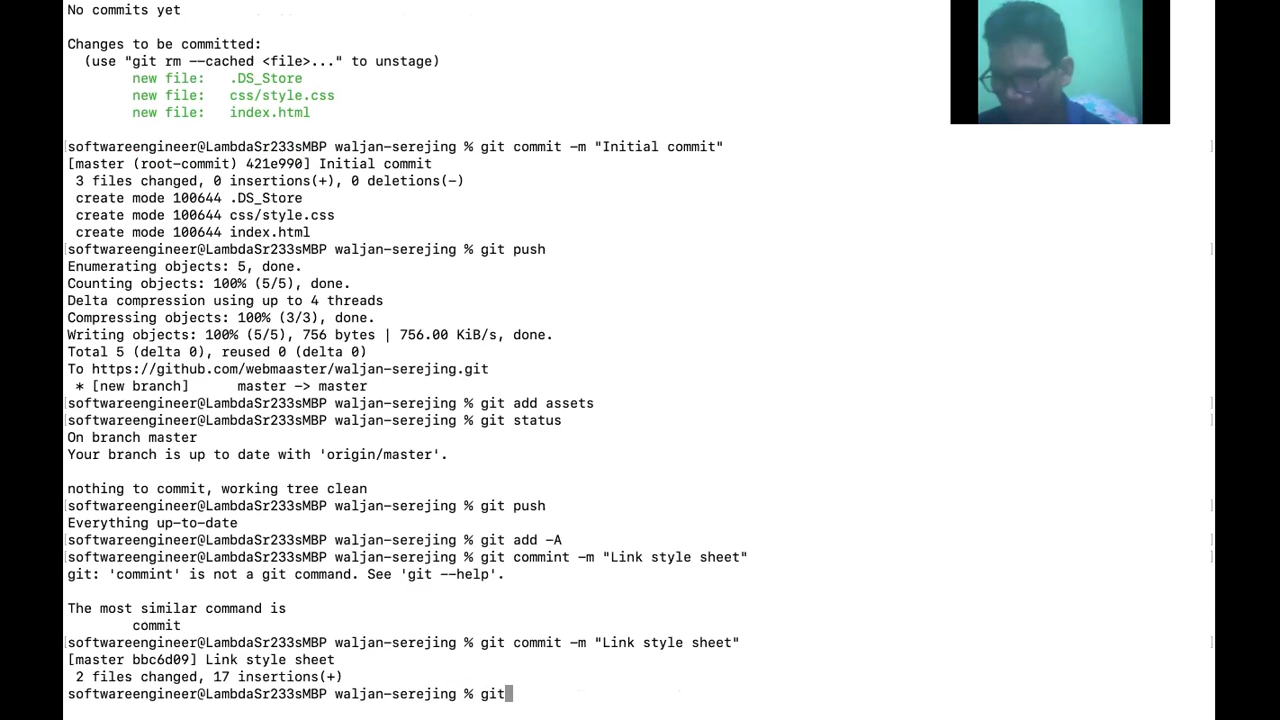 No commits yet
Changes to be committed:
(use "git rm --cached <file>..." to unstage)
new file: .DS_Store
new file: css/style.css
new file: index.html
softwareengineer@LambdaSr233sMBP waljan-serejing % git commit -m "Initial commit"
[master (root-commit) 421e990] Initial commit
3 files changed, 0 insertions(+), 0 deletions(-)
create mode 100644 .DS_Store
create mode 100644 css/style.css
create mode 100644 index.html
softwareengineer@LambdaSr233sMBP waljan-serejing % git push
Enumerating objects: 5, done.
Counting objects: 100% (5/5), done.
Delta compression using up to 4 threads
Compressing objects: 100% (3/3), done.
Writing objects: 100% (5/5), 756 bytes | 756.00 KiB/s, done.
Total 5 (delta 0), reused 0 (delta 0)
To https://github.com/webmaaster/waljan-serejing.git
* [new branch] master -> master
softwareengineer@LambdaSr233sMBP waljan-serejing % git add assets
softwareengineer@LambdaSr233sMBP waljan-serejing % git status
On branch master
Your branch is up to date with 'origin/master'.
nothing to commit, working tree clean
softwareengineer@LambdaSr233sMBP waljan-serejing % git push
Everything up-to-date
softwareengineer@LambdaSr233sMBP waljan-serejing % git add -A
softwareengineer@LambdaSr233sMBP waljan-serejing % git commint -m "Link style sheet"
git: 'commint' is not a git command. See 'git --help'.
The most similar command is
commit
softwareengineer@LambdaSr233sMBP waljan-serejing % git commit -m "Link style sheet"
[master bbc6d09] Link style sheet
2 files changed, 17 insertions(+)
softwareengineer@LambdaSr233sMBP waljan-serejing % git